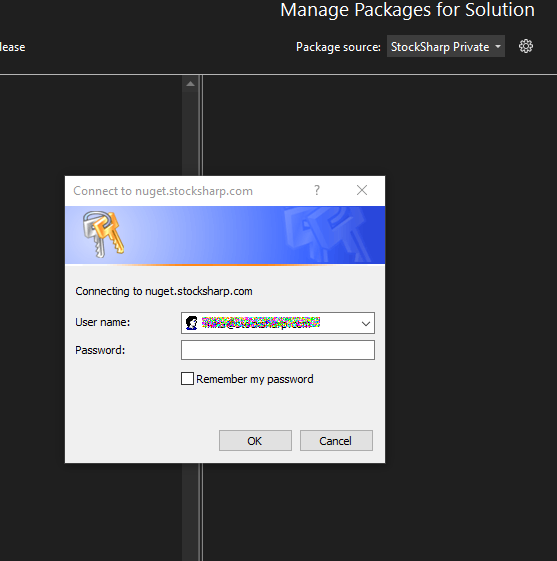 Manage Packages for Solution
lease
Package source: StockSharp Private
Connect to nuget.stocksharp.com ?
Connecting to nuget.stocksharp.com
User name:
Password:
Remember my password
OK Cancel